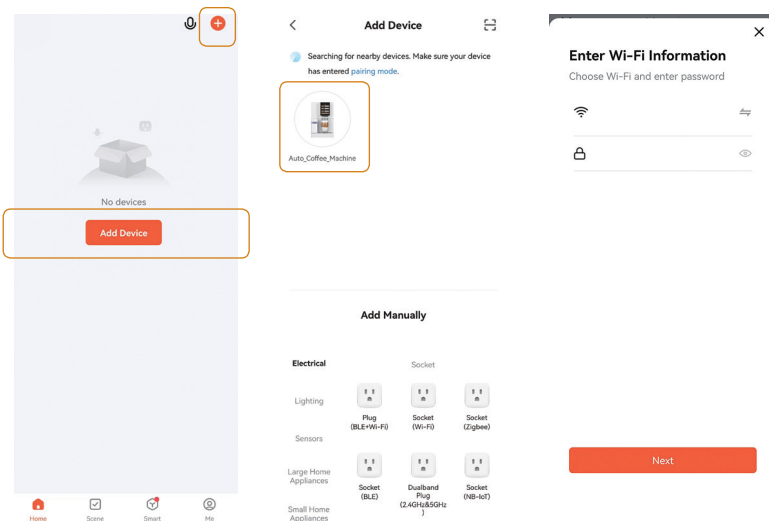 No devices
Add Device
Home
Scene
Smart
Me
Add Device
Searching for nearby devices. Make sure your device
has entered pairing mode.
Auto_Coffee_Machine
Add Manually
Electrical
Lighting
Sensors
Large Home
Appliances
Small Home
Appliances
Socket
Plug
(BLE+Wi-Fi)
Socket
(Wi-Fi)
Socket
(Zigbee)
Socket
(BLE)
Dualband
Plug
(2.4GHz&5GHz
)
Socket
(NB-IoT)
Enter Wi-Fi Information
Choose Wi-Fi and enter password
Next